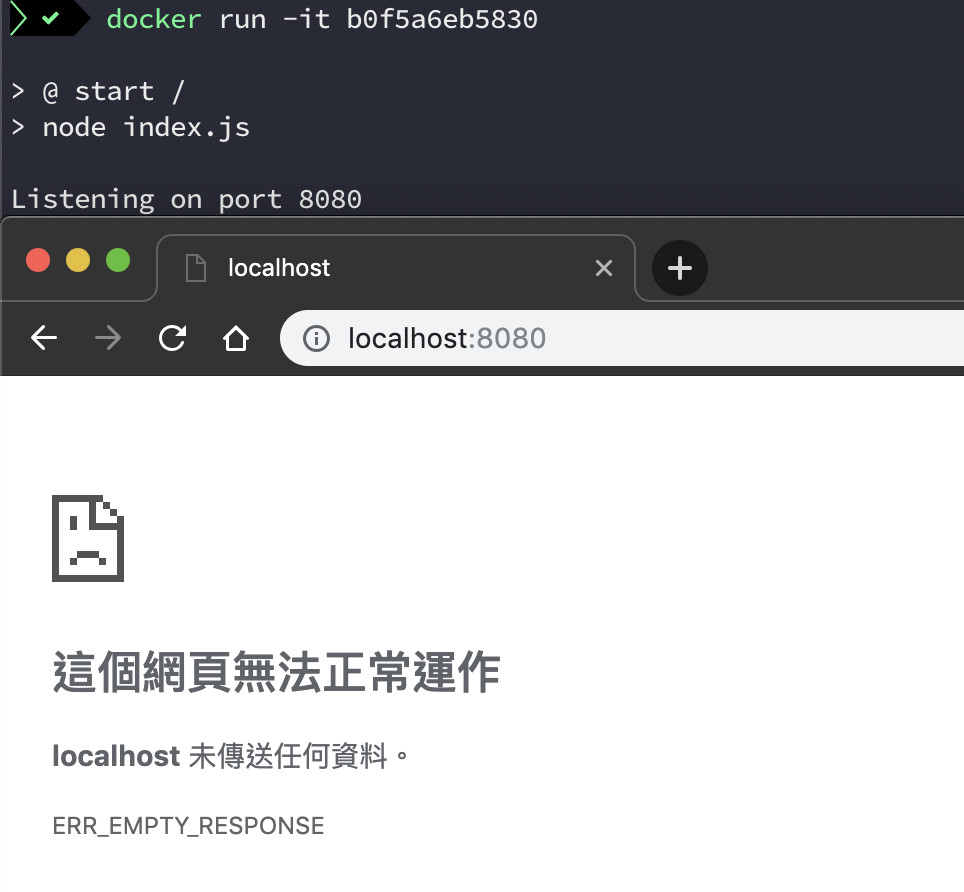 docker run -it b0f5a6eb5830
> @ start /
> node index.js
Listening on port 8080
localhost
localhost:8080
這個網頁無法正常運作
localhost 未傳送任何資料。
ERR_EMPTY_RESPONSE